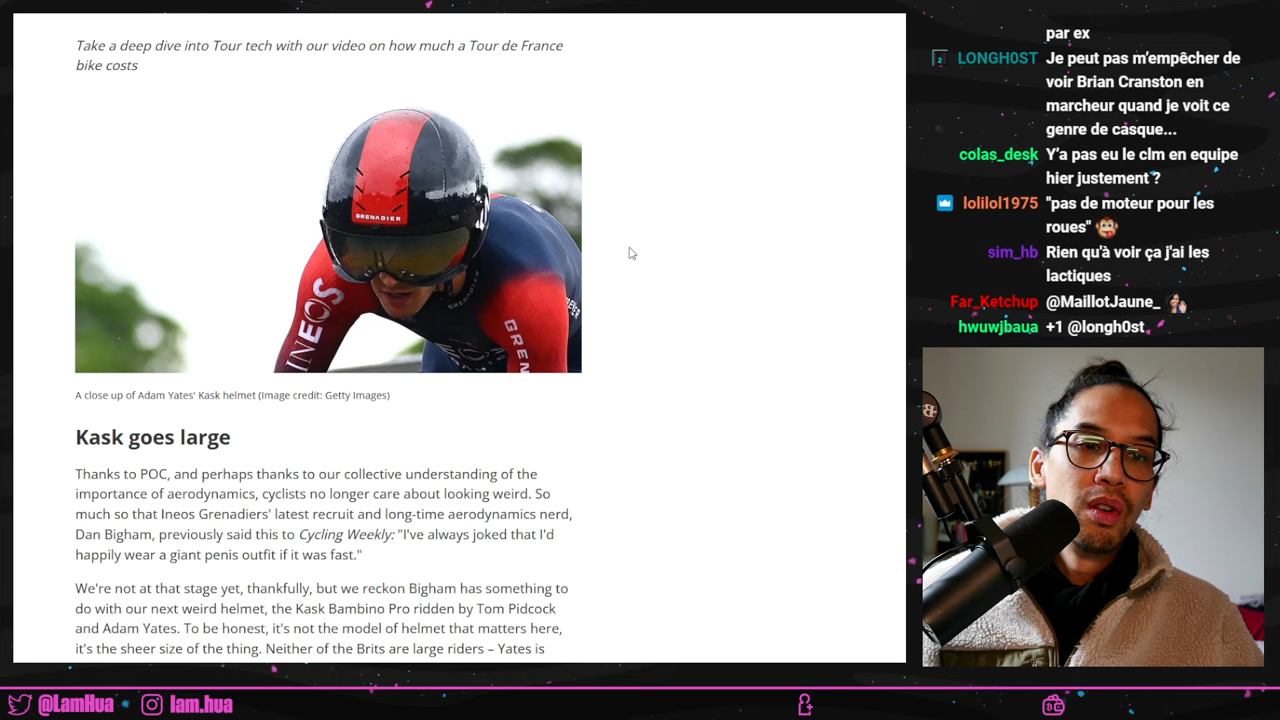 Take a deep dive into Tour tech with our video on how much a Tour de France
bike costs
GRENADIER
INEOS
GREN
A close up of Adam Yates' Kask helmet (Image credit: Getty Images)
Kask goes large
Thanks to POC, and perhaps thanks to our collective understanding of the
importance of aerodynamics, cyclists no longer care about looking weird. So
much so that Ineos Grenadiers' latest recruit and long-time aerodynamics nerd,
Dan Bigham, previously said this to Cycling Weekly: "I've always joked that I'd
happily wear a giant penis outfit if it was fast."
We're not at that stage yet, thankfully, but we reckon Bigham has something to
do with our next weird helmet, the Kask Bambino Pro ridden by Tom Pidcock
and Adam Yates. To be honest, it's not the model of helmet that matters here,
it's the sheer size of the thing. Neither of the Brits are large riders – Yates is
par ex
LONGH0ST Je peut pas m'empêcher de
voir Brian Cranston en
marcheur quand je voit ce
genre de casque...
colas_desk Y'a pas eu le clm en equipe
hier justement ?
lolilol1975 "pas de moteur pour les
roues"
sim_hb Rien qu'à voir ça j'ai les
lactiques
Far_Ketchup @MaillotJaune_
hwuwjbaua +1 @longh0st
@LamHua lam.hua